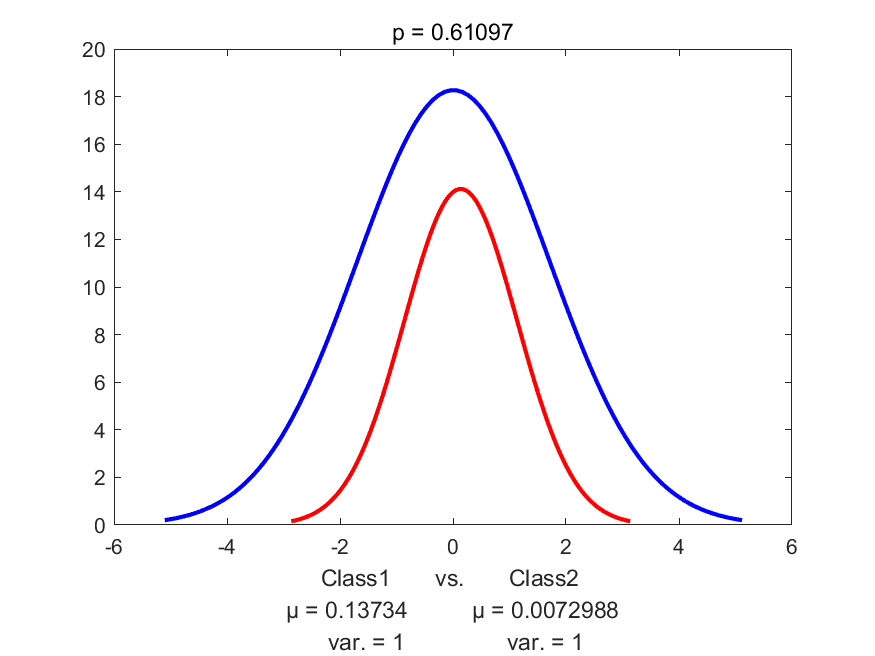 p = 0.61097
20
18
16
14
12
10
8
6
4
2
0
-6 -4 -2 0 2 4 6
Class1 vs. Class2
μ = 0.13734 μ = 0.0072988
var. = 1 var. = 1